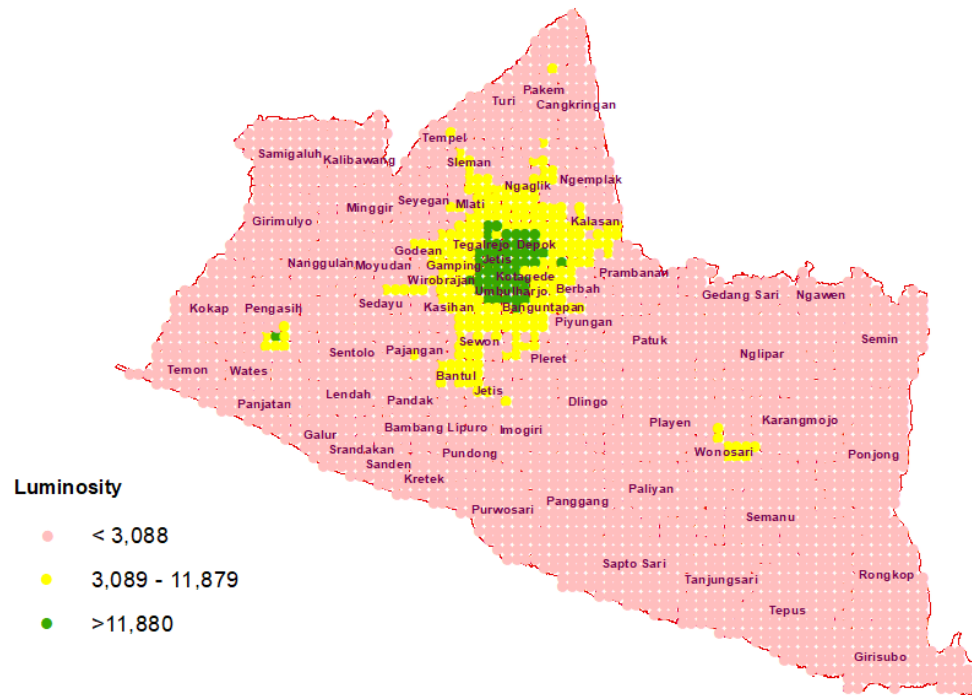 Pakem
Turi
Cangkringan
Tempel
Samigaluh
Kalibawang
Sleman
Ngaglik
Ngemplak
Seyegan
Mlati
Minggir
Girimulyo
Kalasan
Tegalrejo
Depok
Godean
Jetis
Nanggulan
Moyudan
Gamping
Kotagede
Prambanan
Wirobrajan
Umbulharjo
Berbah
Gedang Sari
Ngawen
Kokap
Pengasih
Sedayu
Kasihan
Banguntapan
Piyungan
Sewon
Patuk
Semin
Sentolo
Pajangan
Pleret
Nglipar
Temon
Wates
Bantul
Jetis
Panjatan
Lendah
Pandak
Dlingo
Galur
Bambang Lipuro
Imogiri
Playen
Karangmojo
Srandakan
Pundong
Wonosari
Ponjong
Sanden
Kretek
Luminosity
Paliyan
Panggang
Purwosari
Semanu
< 3,088
Sapto Sari
Tanjungsari
Rongkop
3,089 - 11,879
Tepus
>11,880
Girisubo